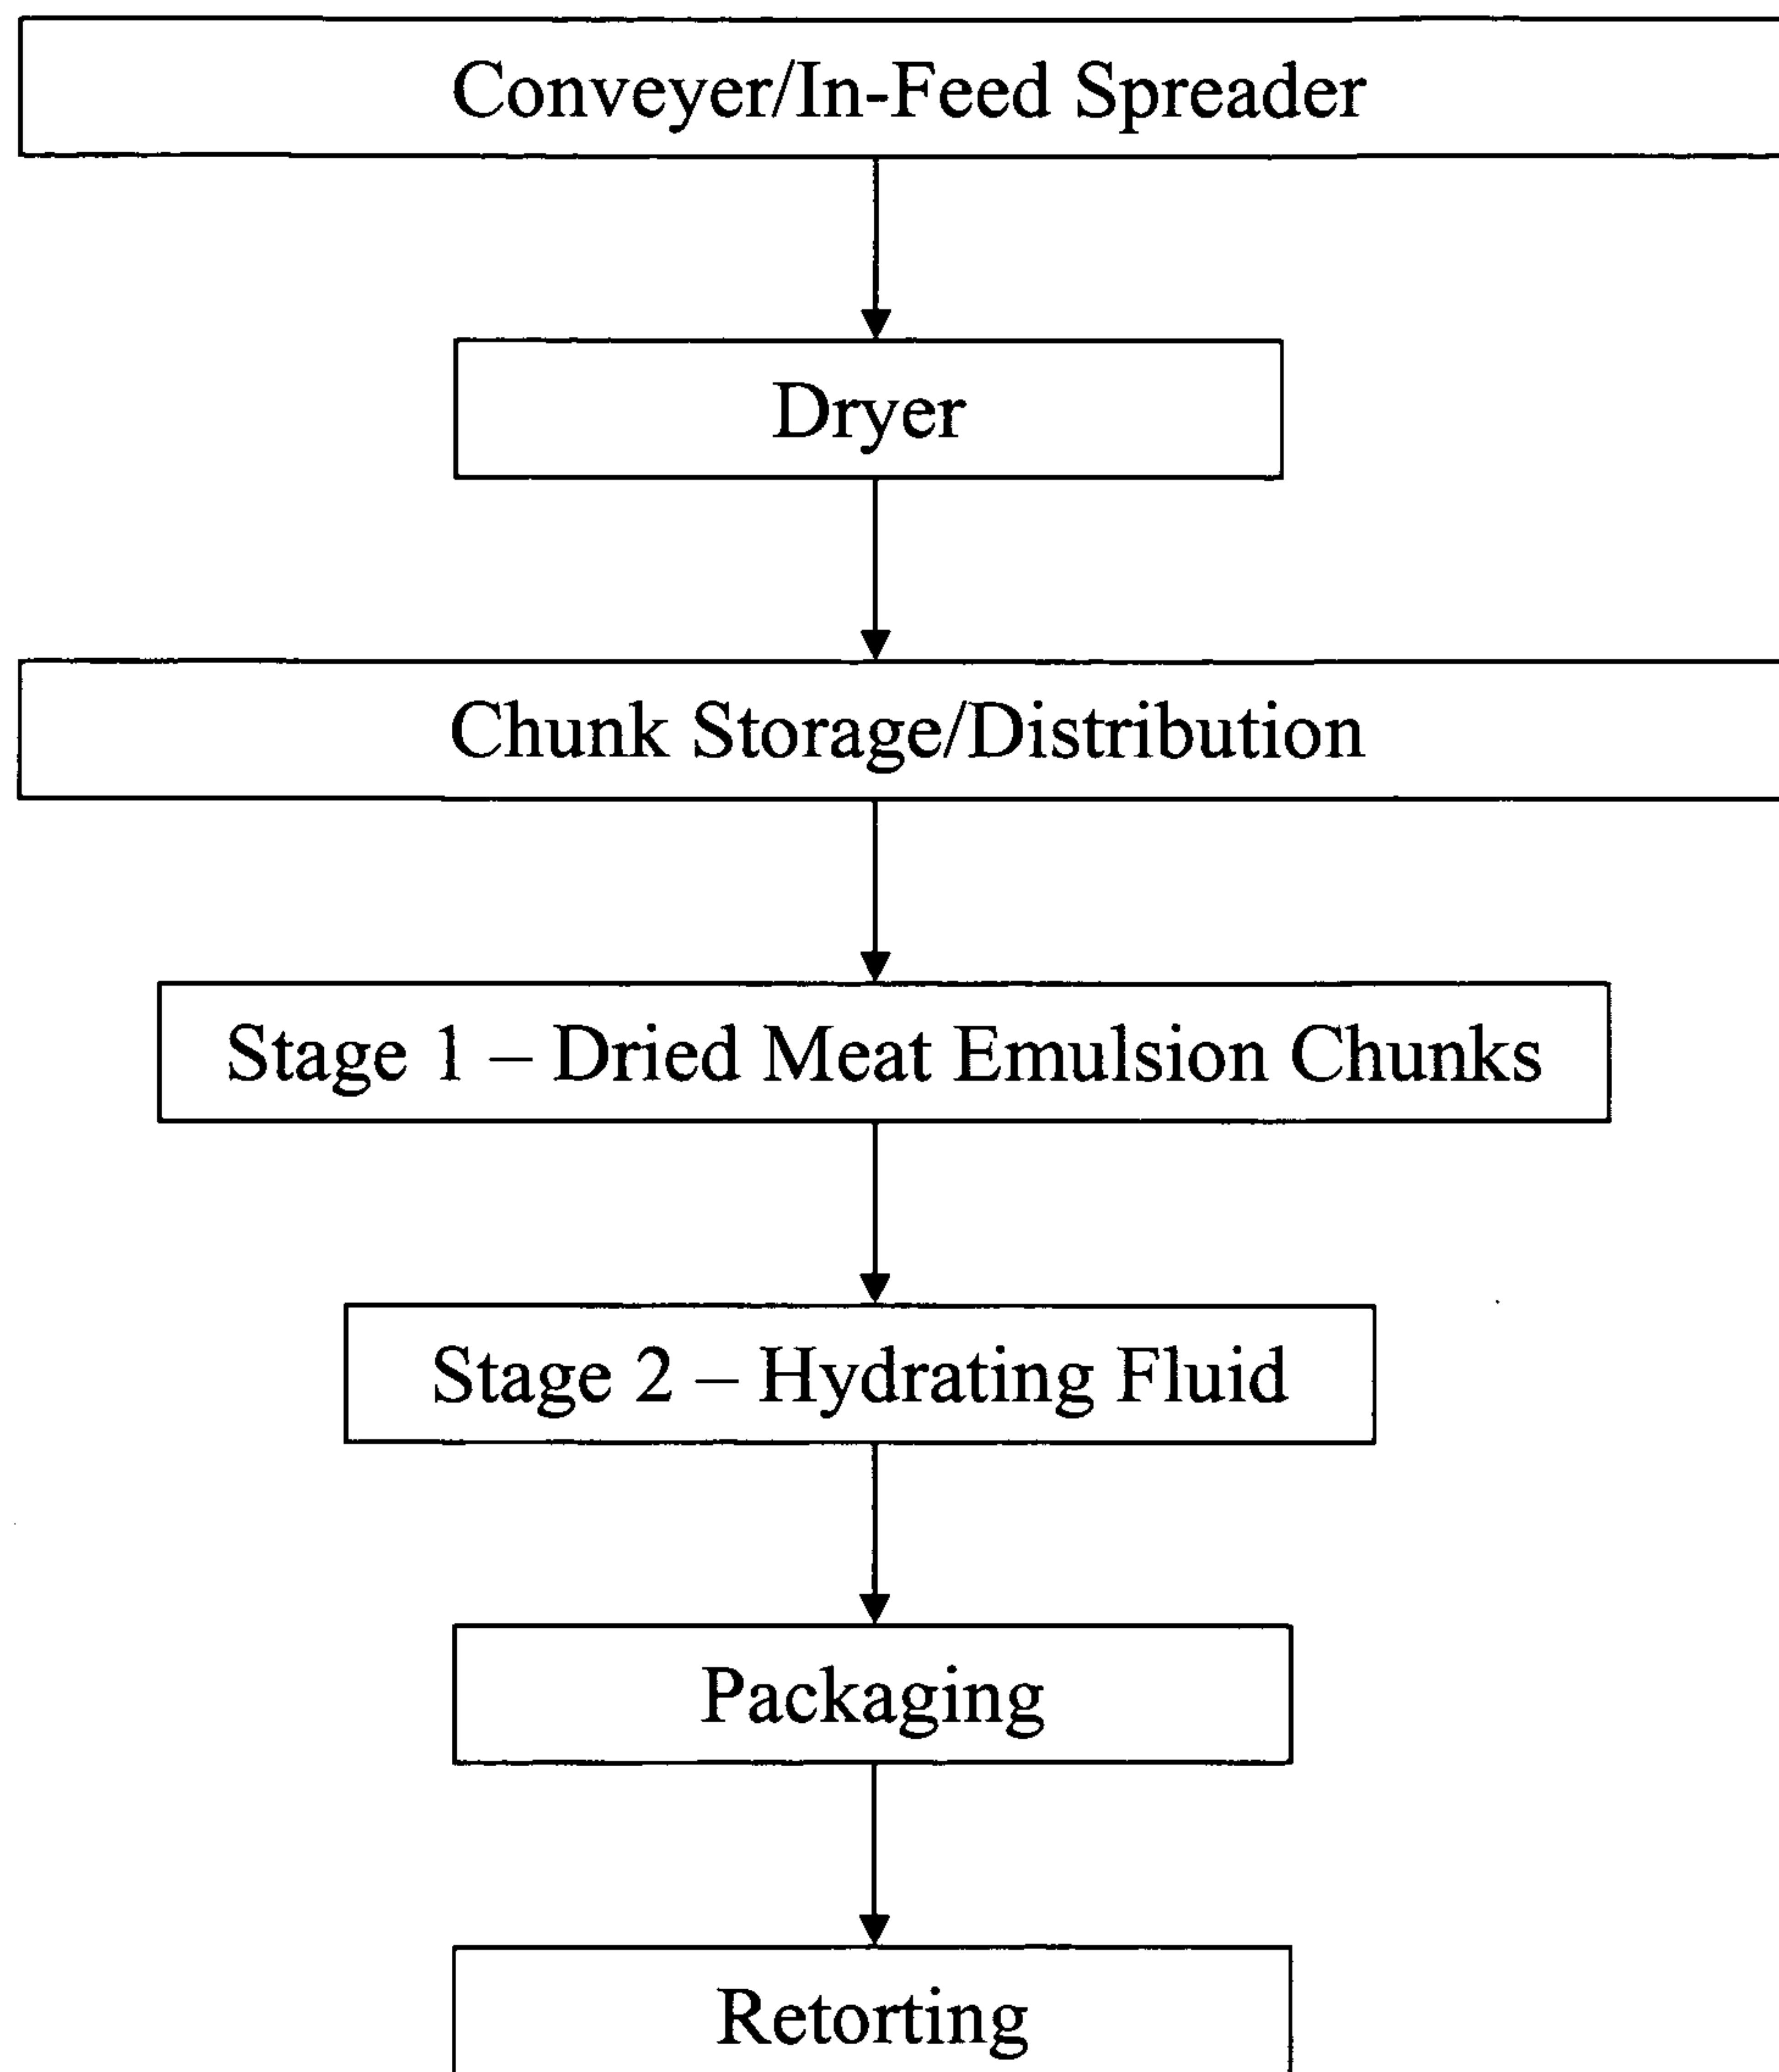 Conveyer/In-Feed Spreader
Dryer
Chunk Storage/Distribution
Stage 1 – Dried Meat Emulsion Chunks
Stage 2 – Hydrating Fluid
Packaging
Retorting